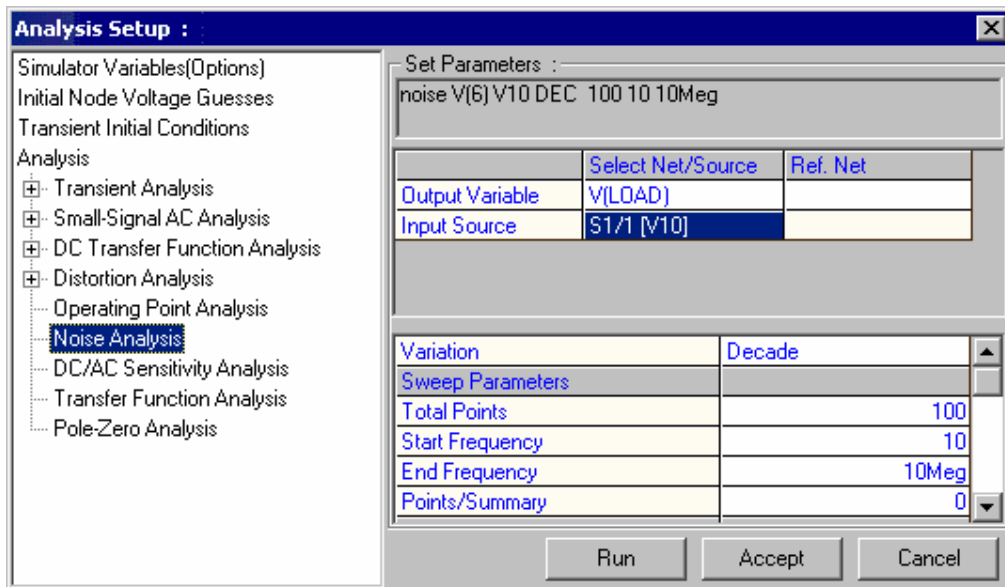 Analysis Setup :
Simulator Variables(Options)
Initial Node Voltage Guesses
Transient Initial Conditions
Analysis
Transient Analysis
Small-Signal AC Analysis
DC Transfer Function Analysis
Distortion Analysis
Operating Point Analysis
Noise Analysis
DC/AC Sensitivity Analysis
Transfer Function Analysis
Pole-Zero Analysis
Set Parameters :
noise V(6) V10 DEC 100 10 10Meg
Select Net/Source Ref. Net
Output Variable V(LOAD)
Input Source S1/1 [V10]
Variation Decade
Sweep Parameters
Total Points 100
Start Frequency 10
End Frequency 10Meg
Points/Summary 0
Run Accept Cancel